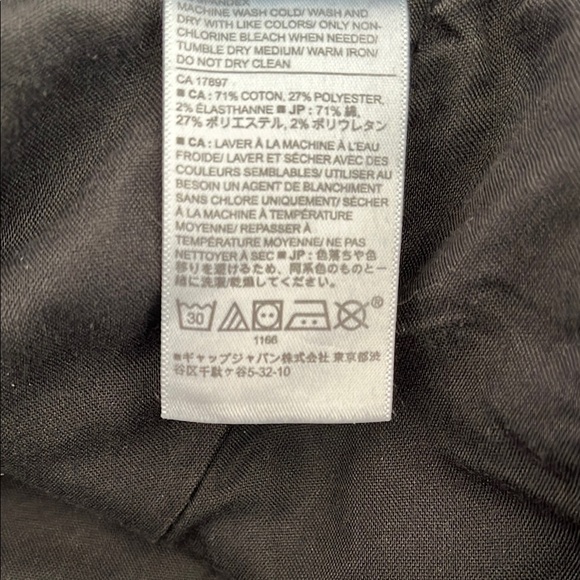 MACHINE WASH COLD/ WASH AND
DRY WITH LIKE COLORS/ ONLY NON-
CHLORINE BLEACH WHEN NEEDED/
TUMBLE DRY MEDIUM/ WARM IRON/
DO NOT DRY CLEAN
CA 17897
■ CA : 71% COTON, 27% POLYESTER,
2% ÉLASTHANNE ■ JP : 71% 綿,
27% ポリエステル, 2% ポリウレタン
■ CA : LAVER À LA MACHINE À L'EAU
FROIDE/ LAVER ET SÉCHER AVEC DES
COULEURS SEMBLABLES/ UTILISER AU
BESOIN UN AGENT DE BLANCHIMENT
SANS CHLORE UNIQUEMENT/ SÉCHER
À LA MACHINE À TEMPÉRATURE
MOYENNE/ REPASSER À
TEMPÉRATURE MOYENNE/ NE PAS
NETTOYER À SEC ■ JP : 色落ちや色
移りを避けるため、同系色のものと一
緒に洗濯/乾燥してください。
30 ®
1166
■ギャップジャパン株式会社 東京都渋
谷区千駄ケ谷5-32-10